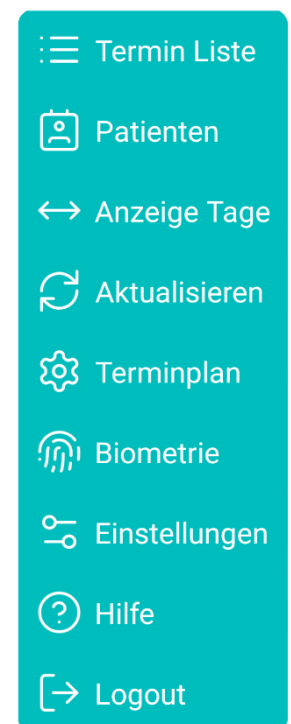 Termin Liste
Patienten
Anzeige Tage
Aktualisieren
Terminplan
Biometrie
Einstellungen
Hilfe
Logout